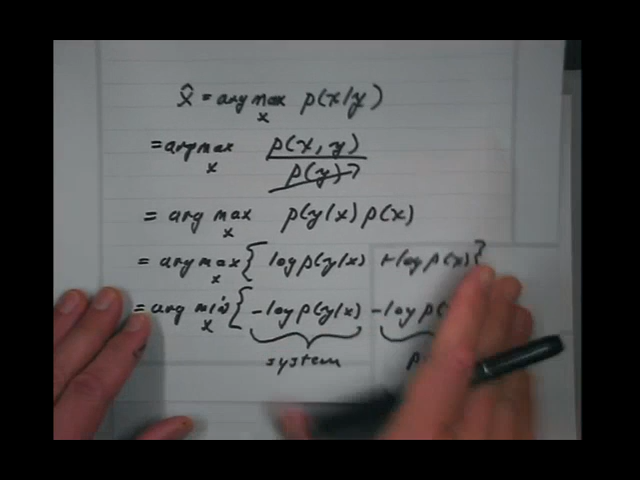 x̂ = arg max p(x|y)
x
= arg max p(x,y)
x p(y)
= arg max p(y|x) p(x)
x
= arg max { log p(y|x) + log p(x) }
x
= arg min { -log p(y|x) -log p(
x
system p